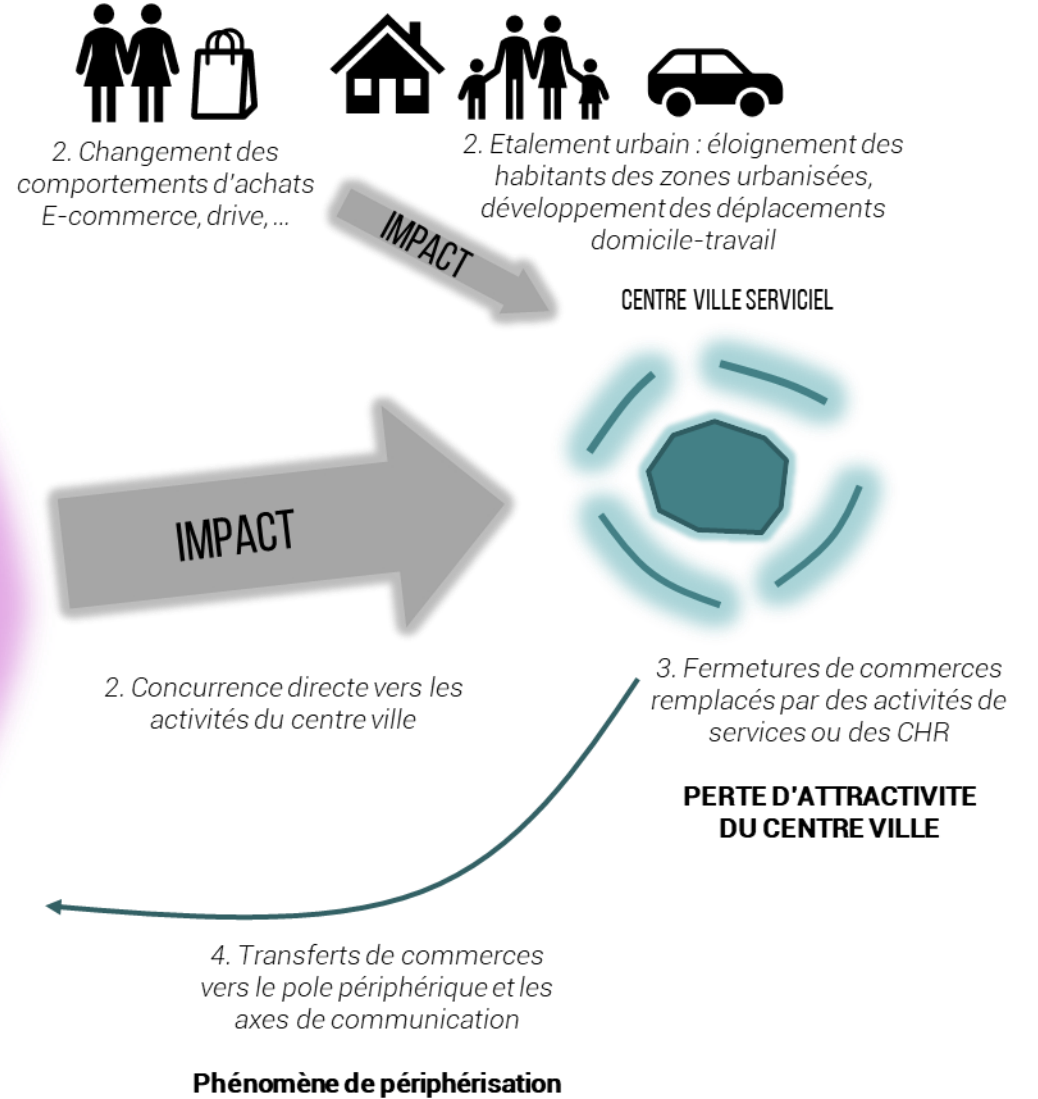 2. Changement des
comportements d'achats
E-commerce, drive, ...
2. Etalement urbain : éloignement des
habitants des zones urbanisées,
développement des déplacements
domicile-travail
IMPACT
CENTRE VILLE SERVICIEL
IMPACT
2. Concurrence directe vers les
activités du centre ville
3. Fermetures de commerces
remplacés par des activités de
services ou des CHR
PERTE D'ATTRACTIVITE
DU CENTRE VILLE
4. Transferts de commerces
vers le pole périphérique et les
axes de communication
Phénomène de périphérisation